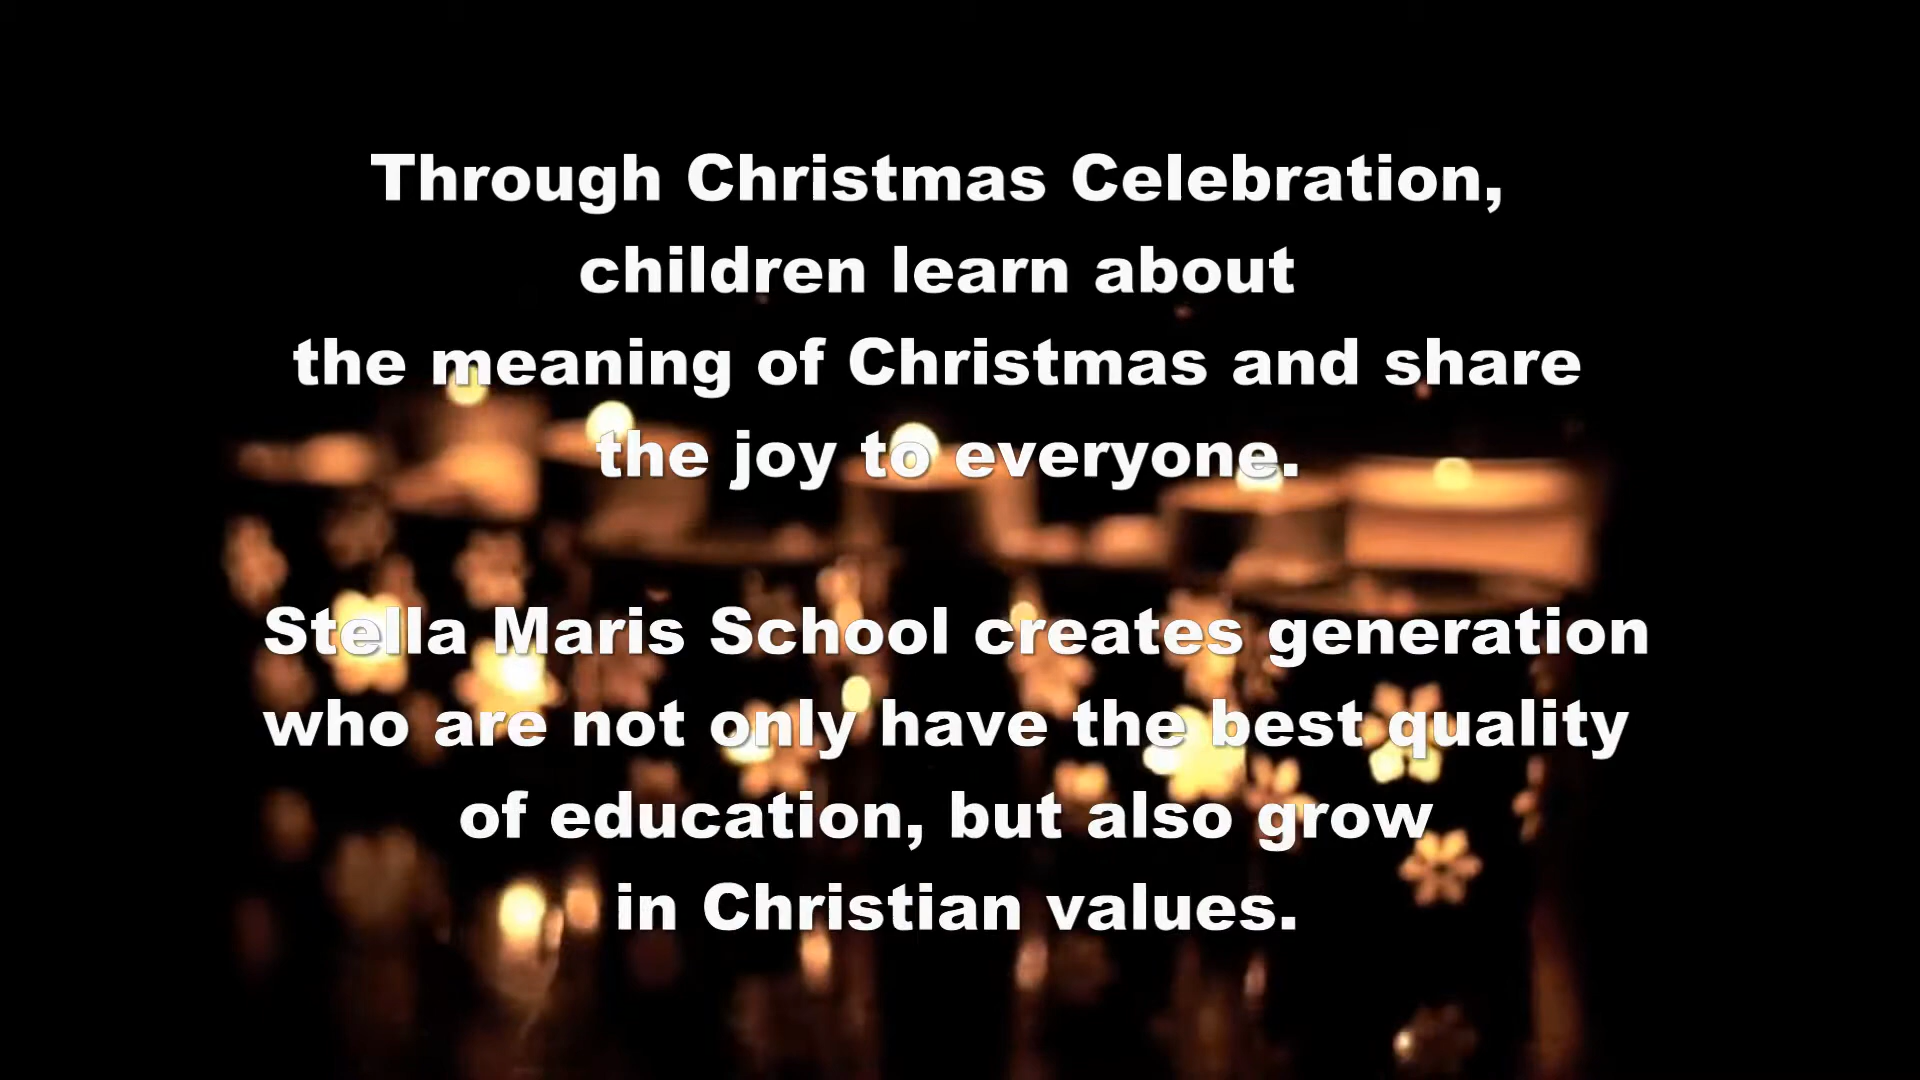 Through Christmas Celebration,
children learn about
the meaning of Christmas and share
the joy to everyone.
Stella Maris School creates generation
who are not only have the best quality
of education, but also grow
in Christian values.